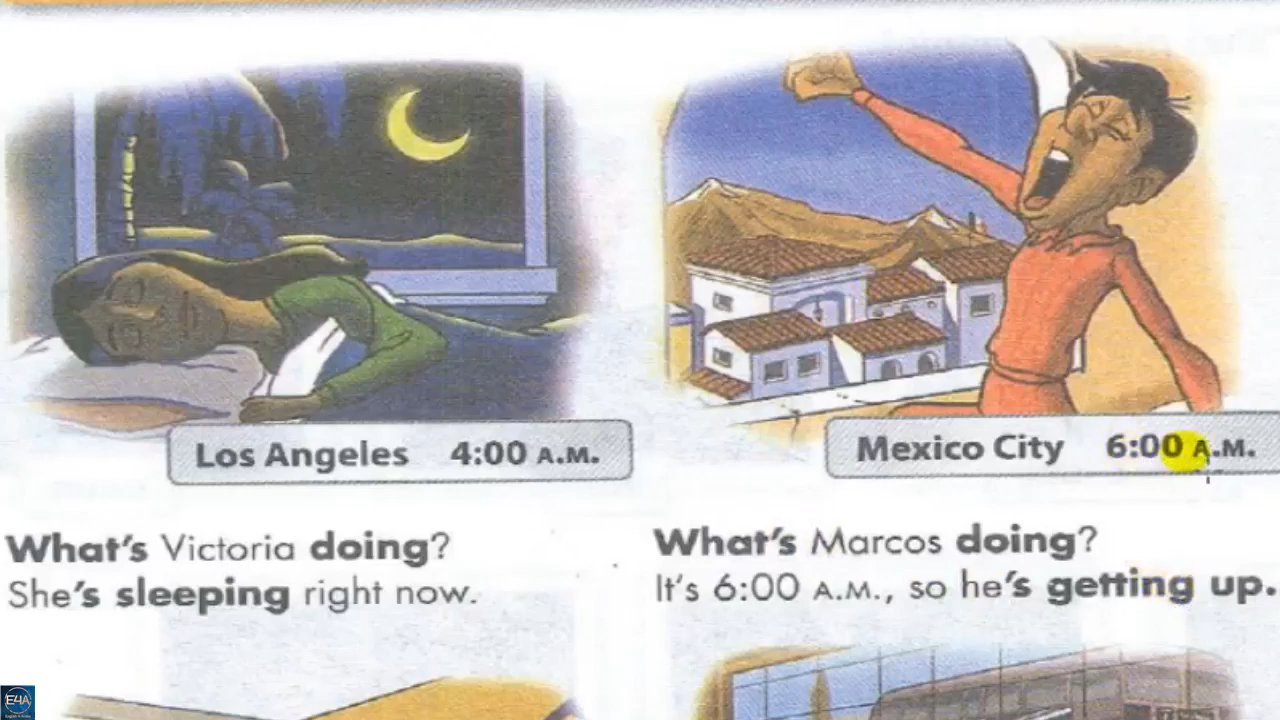 Los Angeles 4:00 A.M.
Mexico City 6:00 A.M.
What's Victoria doing?
She's sleeping right now.
What's Marcos doing?
It's 6:00 A.M., so he's getting up.
E4A